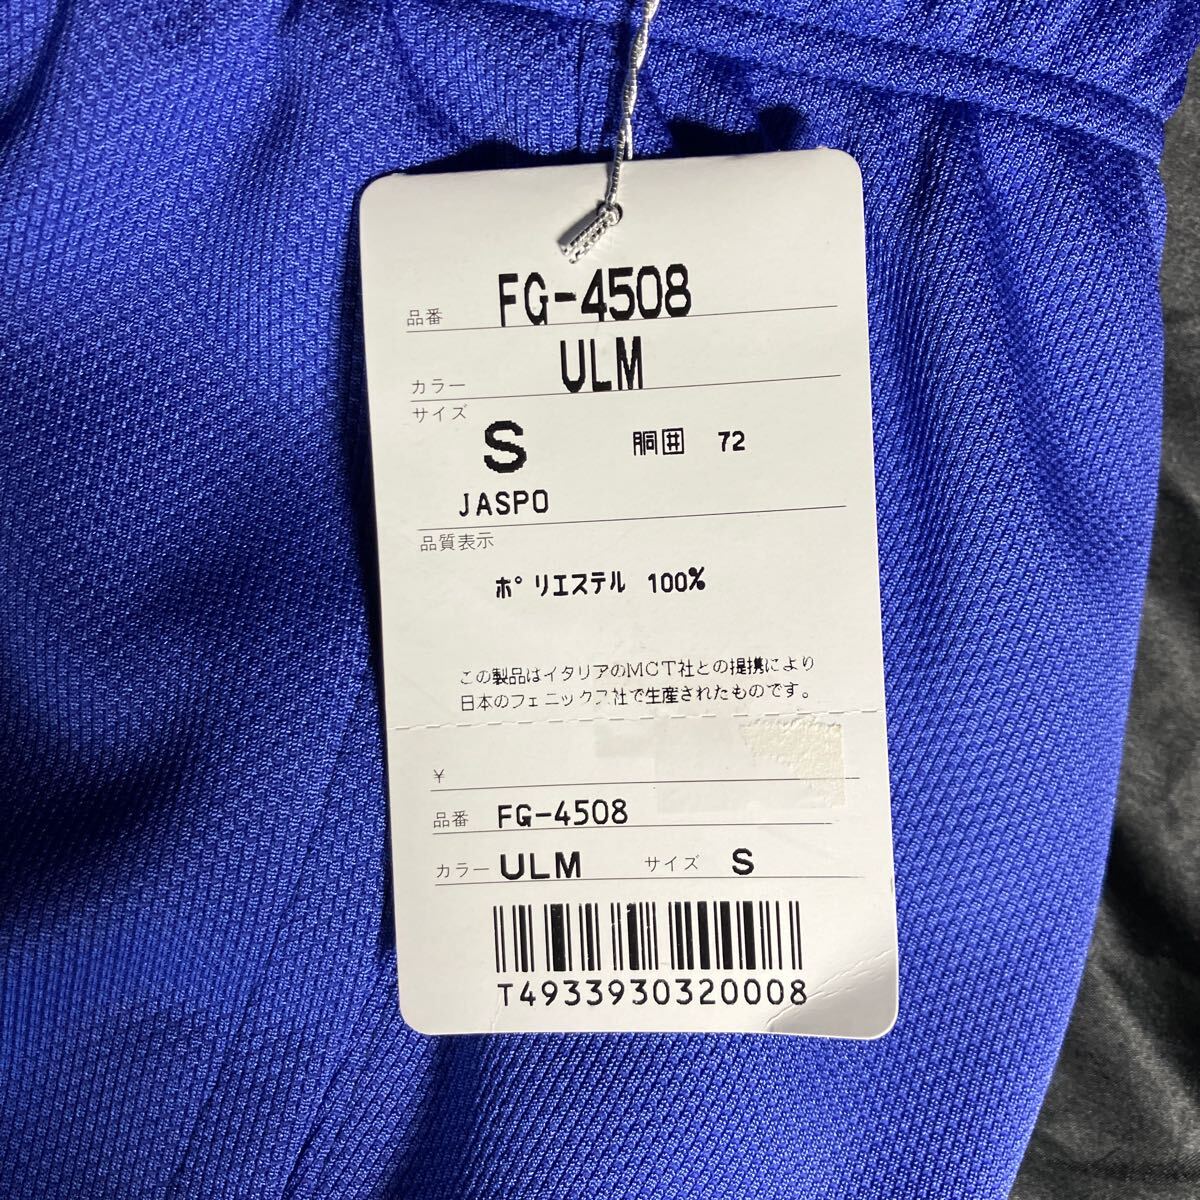 品番 FG-4508
カラー ULM
サイズ
S 胴囲 72
JASPO
品質表示
ポリエステル 100%
この製品はイタリアのMCT社との提携により
日本のフェニックス社で生産されたものです。
¥
品番 FG-4508
カラー ULM サイズ S
T4933930320008